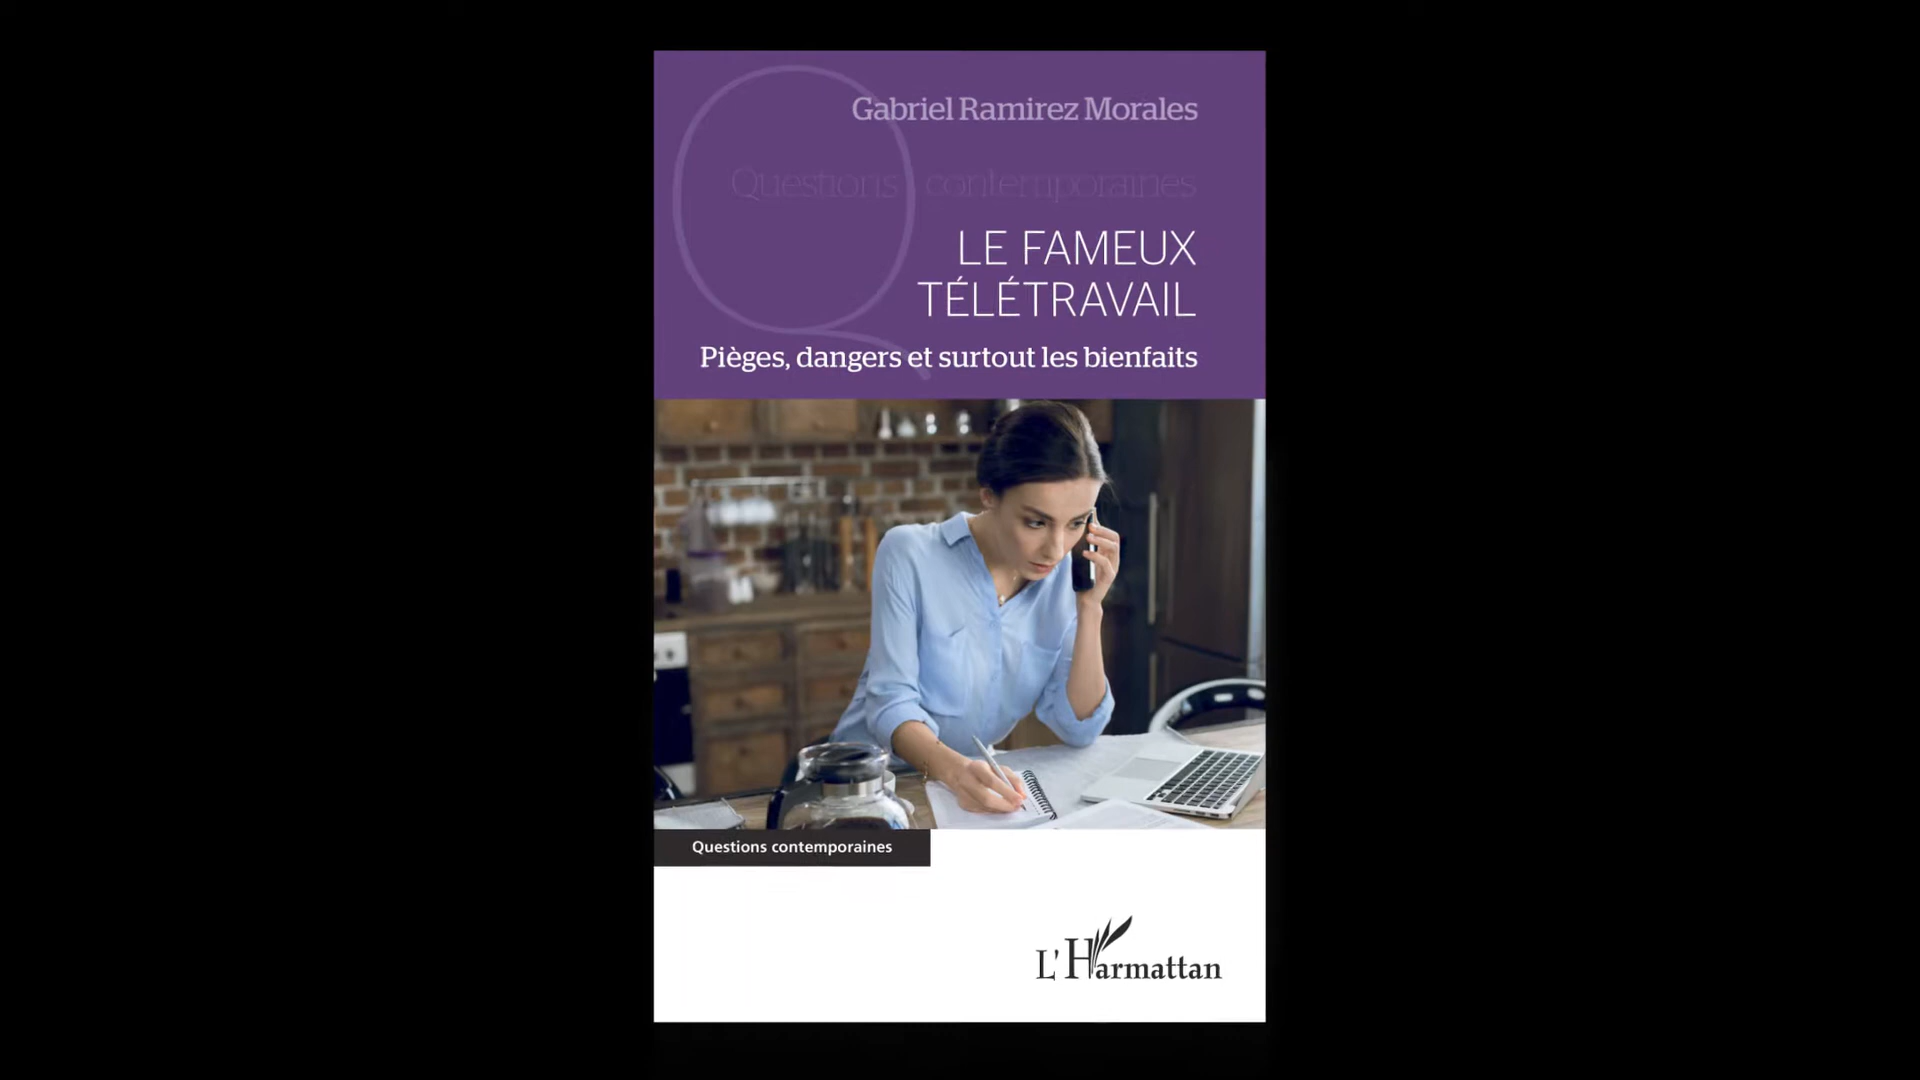 Gabriel Ramirez Morales
Questions contemporaines
LE FAMEUX
TÉLÉTRAVAIL
Pièges, dangers et surtout les bienfaits
Questions contemporaines
L'Harmattan